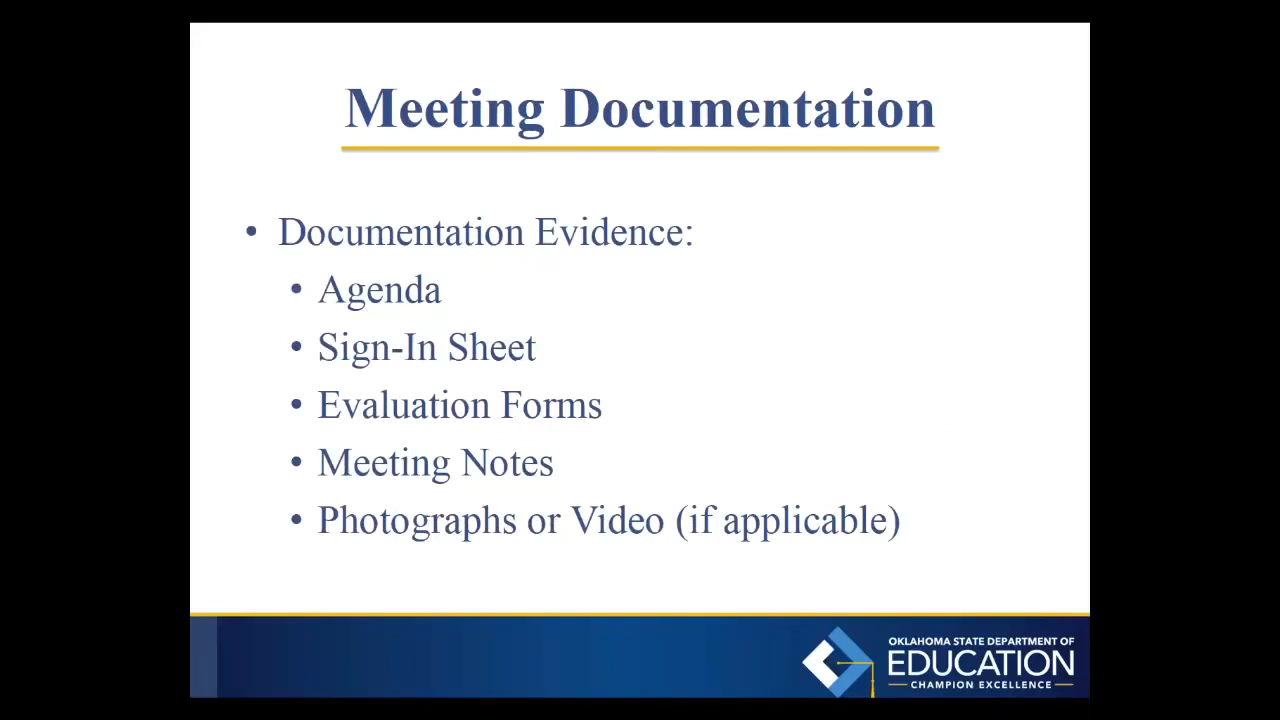 Meeting Documentation
• Documentation Evidence:
• Agenda
• Sign-In Sheet
• Evaluation Forms
• Meeting Notes
• Photographs or Video (if applicable)
OKLAHOMA STATE DEPARTMENT OF
EDUCATION
CHAMPION EXCELLENCE